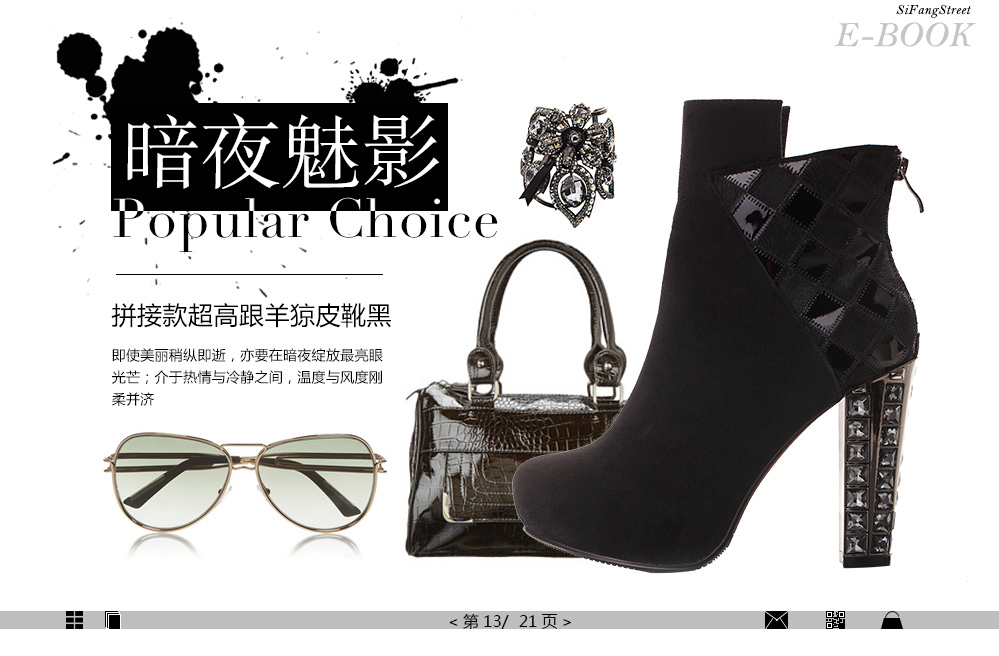 SiFangStreet
E-BOOK
暗夜魅影
Popular Choice
拼接款超高跟羊猄皮靴黑
即使美丽稍纵即逝，亦要在暗夜绽放最亮眼
光芒；介于热情与冷静之间，温度与风度刚
柔并济
< 第 13/ 21 页 >